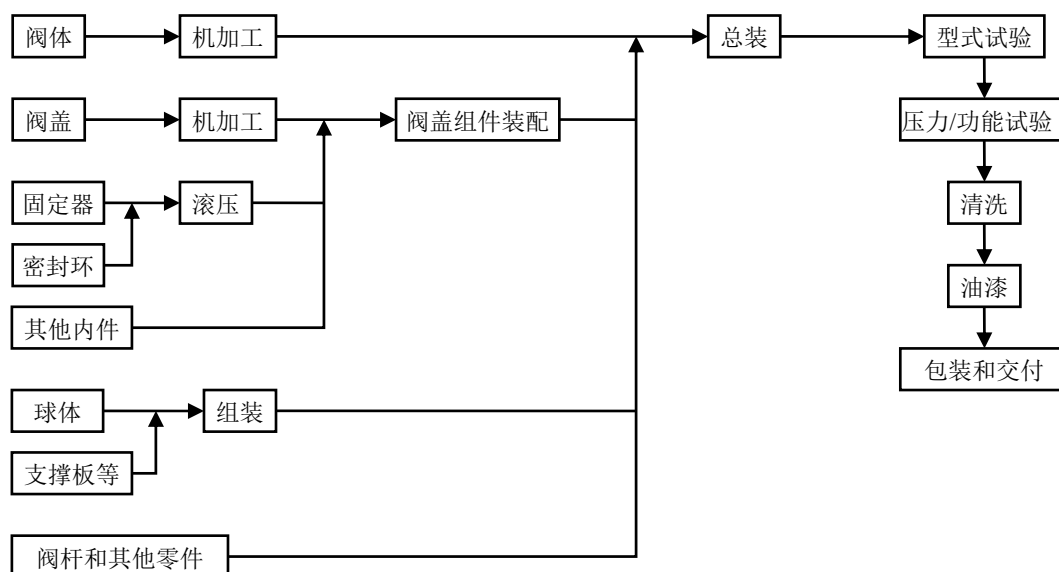 阀体
机加工
总装
型式试验
阀盖
机加工
阀盖组件装配
压力/功能试验
固定器
滚压
清洗
密封环
油漆
其他内件
包装和交付
球体
组装
支撑板等
阀杆和其他零件